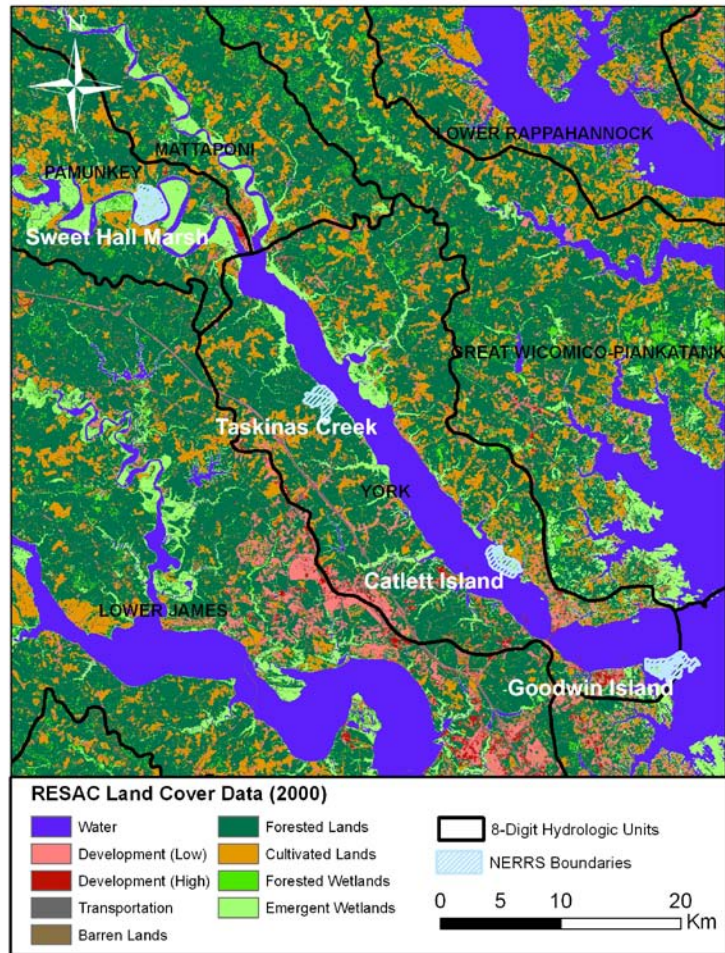 N
LOWER RAPPAHANNOCK
MATTAPONI
PAMUNKEY
Sweet Hall Marsh
GREAT WICOMICO-PIANKATANK
Taskinas Creek
YORK
Catlett Island
LOWER JAMES
Goodwin Island
RESAC Land Cover Data (2000)
Water
Development (Low)
Development (High)
Transportation
Barren Lands
Forested Lands
Cultivated Lands
Forested Wetlands
Emergent Wetlands
8-Digit Hydrologic Units
NERRS Boundaries
0 5 10 20
Km